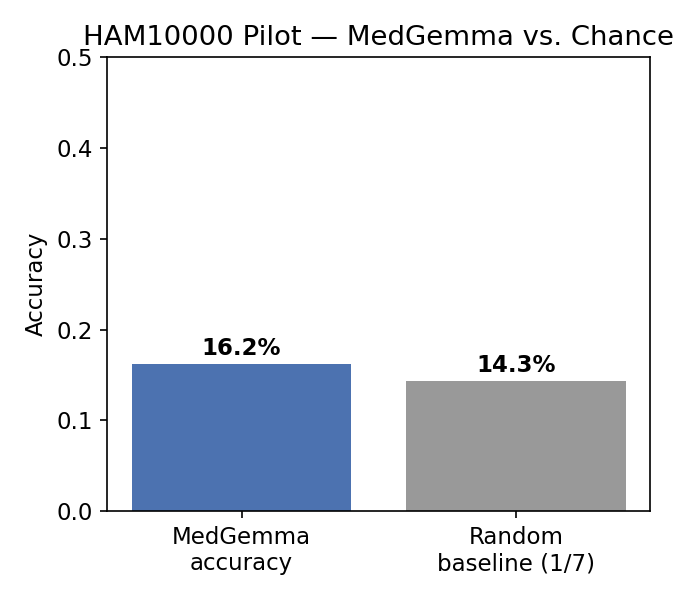 HAM10000 Pilot — MedGemma vs. Chance
0.5
0.4
0.3
0.2
0.1
0.0
Accuracy
16.2%
14.3%
MedGemma
accuracy
Random
baseline (1/7)